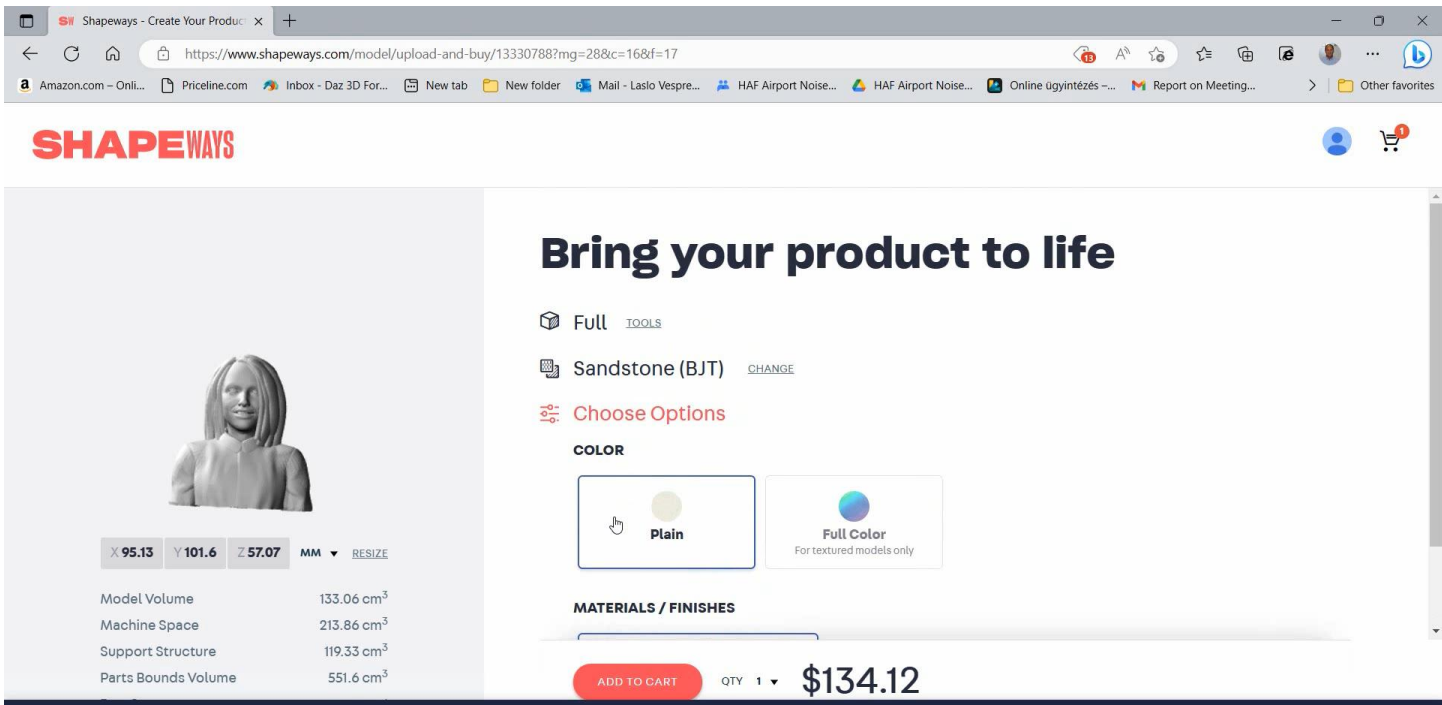 SW Shapeways - Create Your Produc
https://www.shapeways.com/model/upload-and-buy/13330788?mg=28&c=16&f=17
13
a Amazon.com – Onli... Priceline.com Inbox - Daz 3D For... New tab New folder Mail - Laslo Vespre... HAF Airport Noise... HAF Airport Noise... Online ügyintézés –... Report on Meeting... Other favorites
SHAPEWAYS
1
Bring your product to life
Full TOOLS
Sandstone (BJT) CHANGE
Choose Options
COLOR
Plain
Full Color
For textured models only
MATERIALS / FINISHES
X 95.13 Y 101.6 Z 57.07 MM RESIZE
Model Volume 133.06 cm³
Machine Space 213.86 cm³
Support Structure 119.33 cm³
Parts Bounds Volume 551.6 cm³
ADD TO CART QTY 1 $134.12